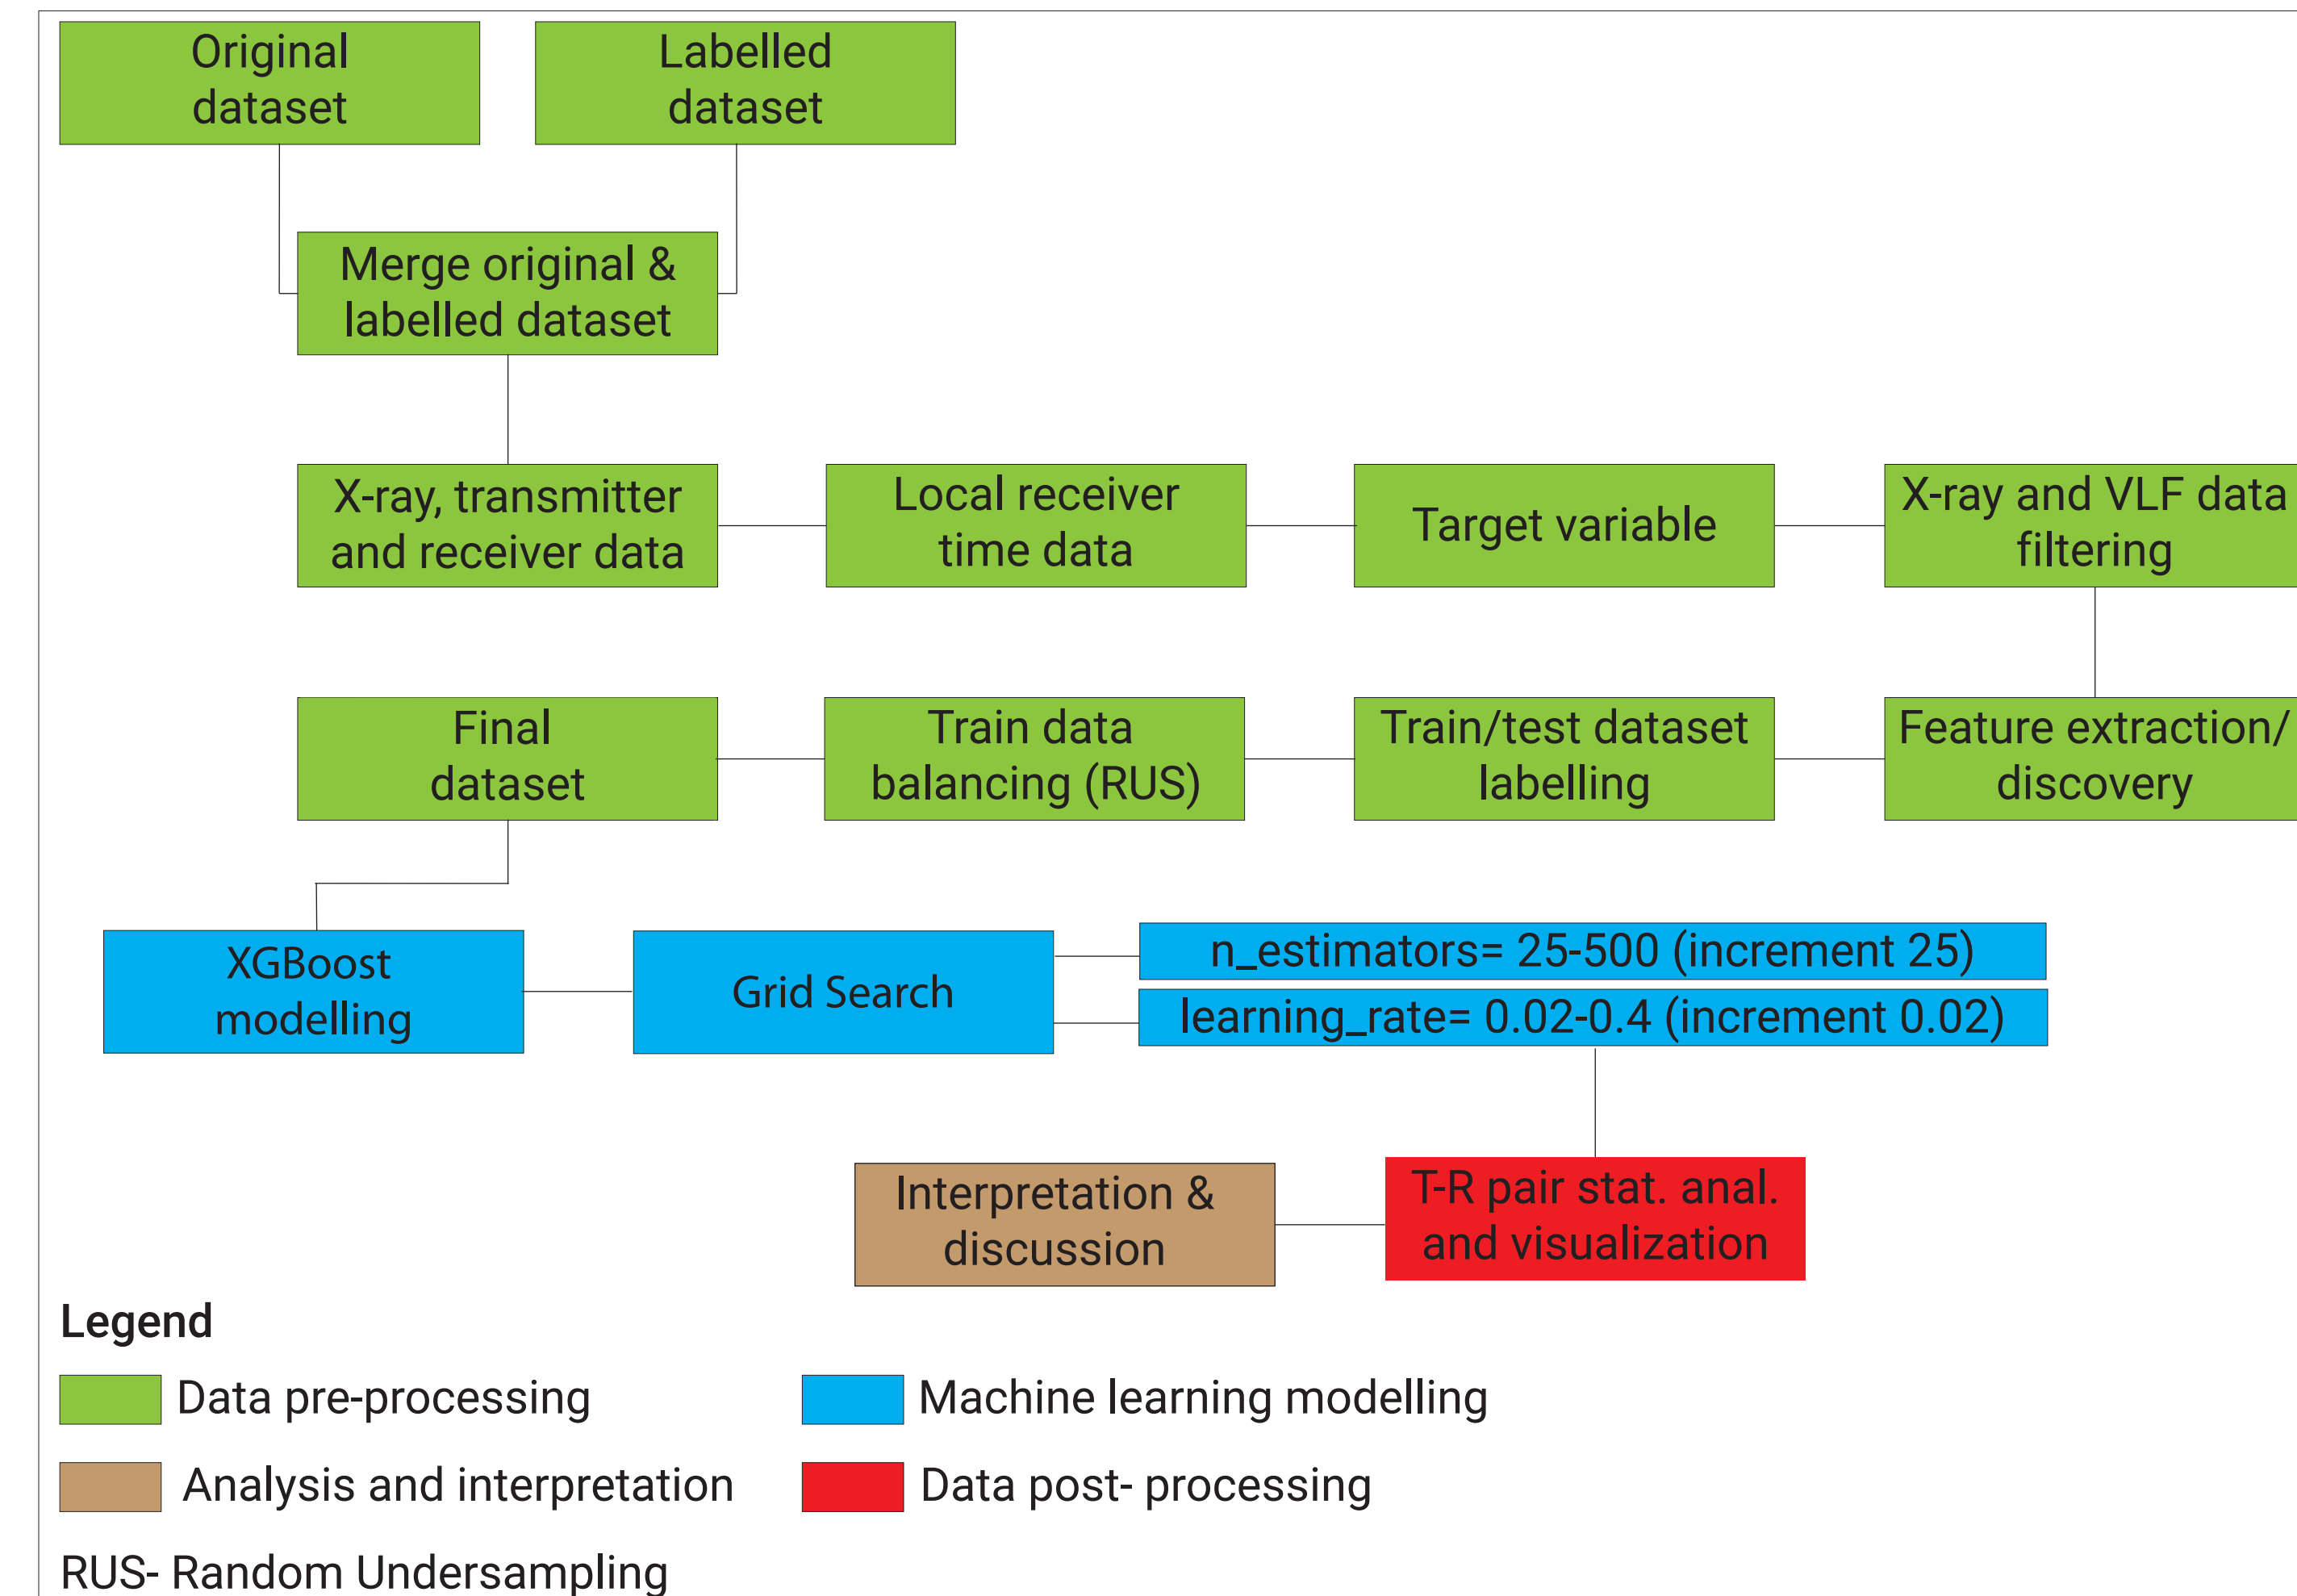 Original
dataset
Labelled
dataset
Merge original &
labelled dataset
X-ray, transmitter
and receiver data
Local receiver
time data
Target variable
X-ray and VLF data
filtering
Final
dataset
Train data
balancing (RUS)
Train/test dataset
labelling
Feature extraction/
discovery
XGBoost
modelling
Grid Search
n_estimators= 25-500 (increment 25)
learning_rate= 0.02-0.4 (increment 0.02)
Interpretation &
discussion
T-R pair stat. anal.
and visualization
Legend
Data pre-processing
Machine learning modelling
Analysis and interpretation
Data post- processing
RUS- Random Undersampling